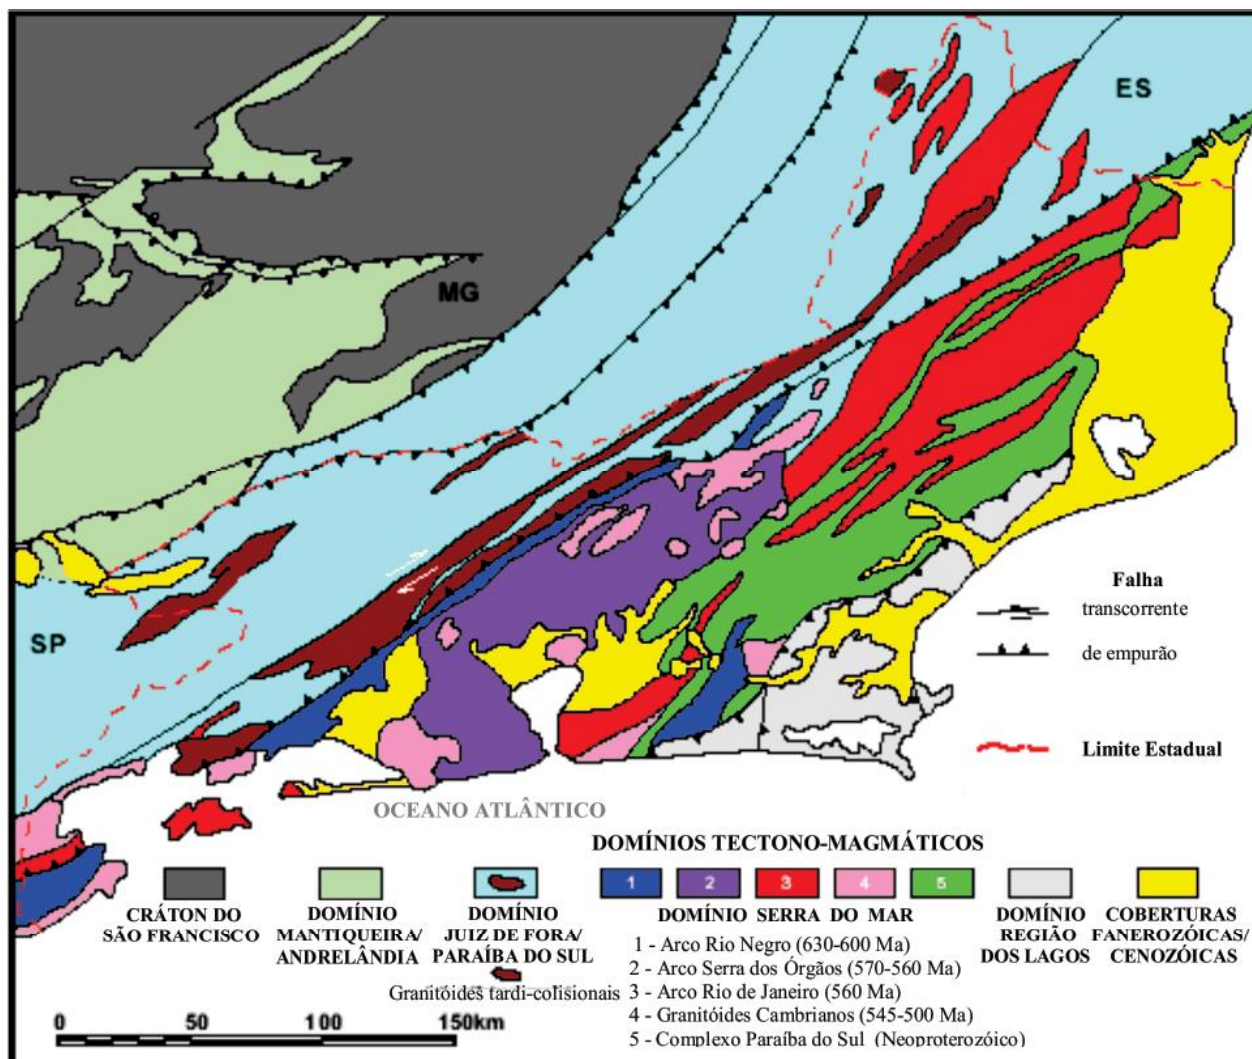 ES
MG
SP
Falha
transcorrente
de empurão
Limite Estadual
OCEANO ATLÂNTICO
DOMÍNIOS TECTONO-MAGMÁTICOS
1 2 3 4 5
CRÁTON DO
SÃO FRANCISCO
DOMÍNIO
MANTIQUEIRA/
ANDRELÂNDIA
DOMÍNIO
JUIZ DE FORA/
PARAÍBA DO SUL
DOMÍNIO SERRA DO MAR
DOMÍNIO
REGIÃO
DOS LAGOS
COBERTURAS
FANEROZÓICAS/
CENOZÓICAS
Granitóides tardi-colisionais
1 - Arco Rio Negro (630-600 Ma)
2 - Arco Serra dos Órgãos (570-560 Ma)
3 - Arco Rio de Janeiro (560 Ma)
4 - Granitóides Cambrianos (545-500 Ma)
5 - Complexo Paraíba do Sul (Neoproterozóico)
0 50 100 150km